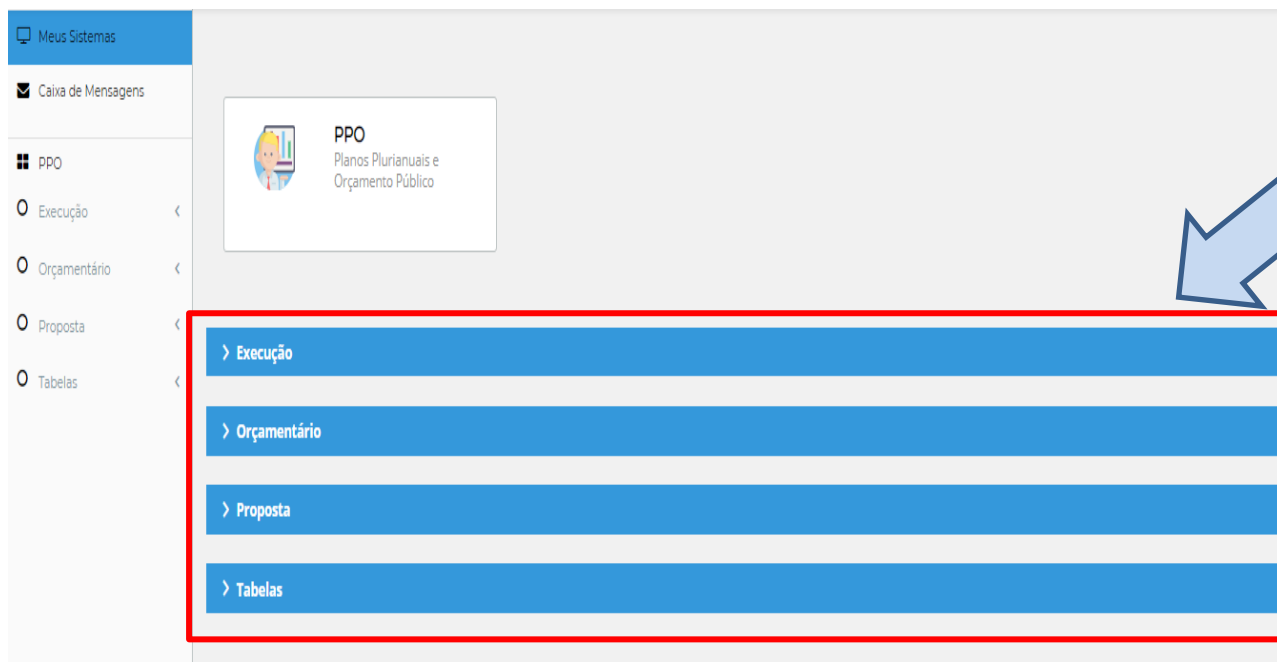 Meus Sistemas
Caixa de Mensagens
PPO
Execução
Orçamentário
Proposta
Tabelas
PPO
Planos Plurianuais e
Orçamento Público
Execução
Orçamentário
Proposta
Tabelas